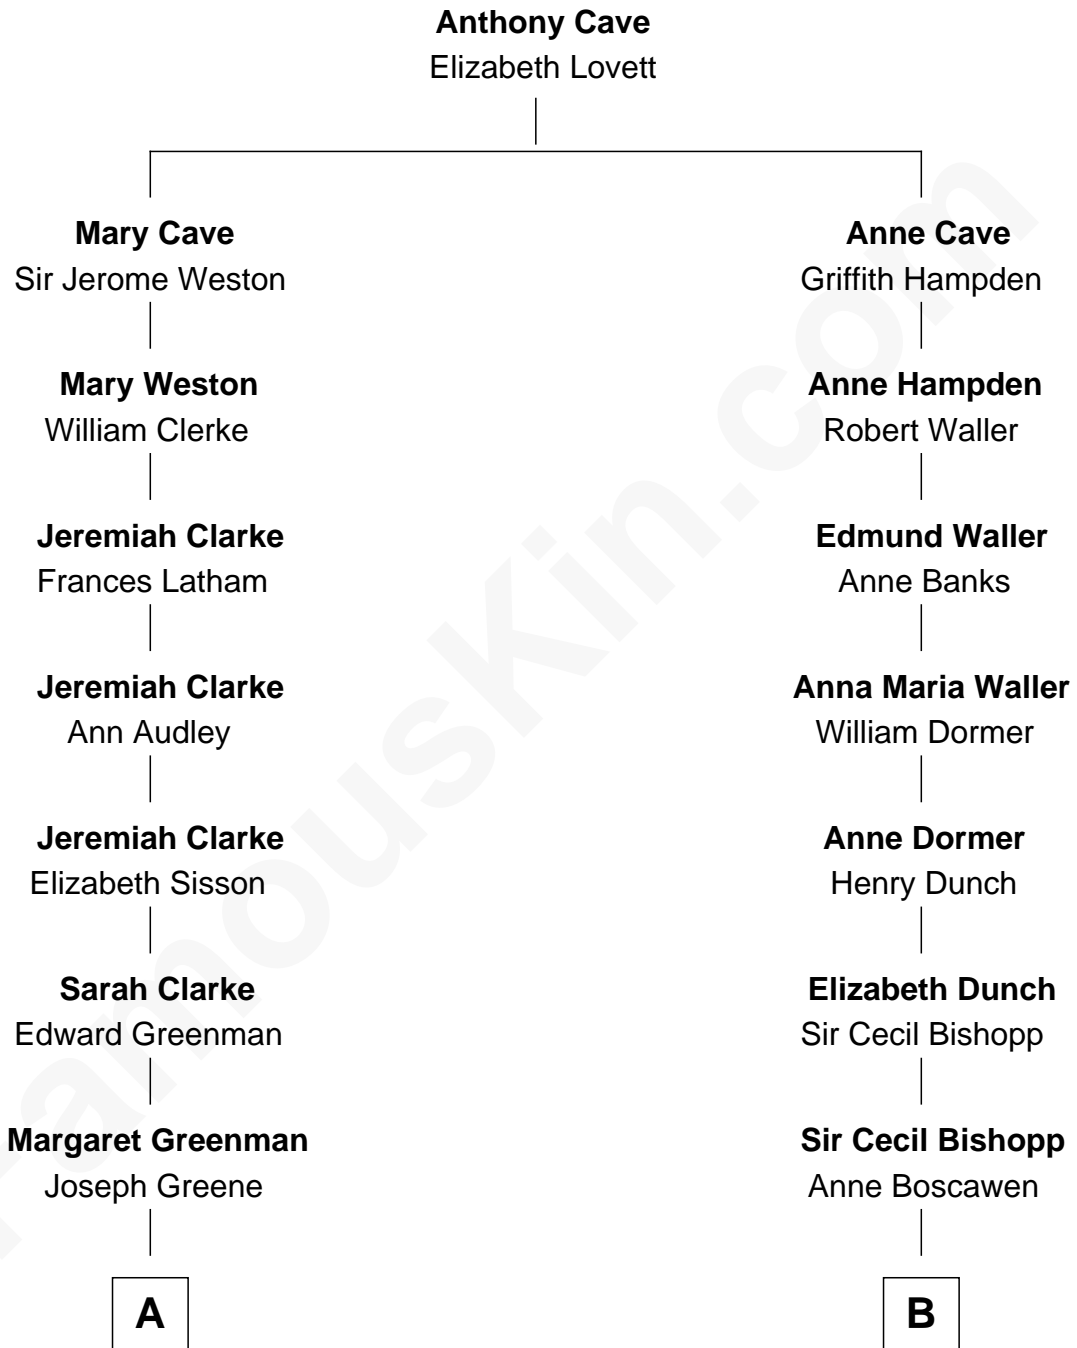 Anthony Cave
Elizabeth Lovett
Mary Cave
Sir Jerome Weston
Anne Cave
Griffith Hampden
Mary Weston
William Clerke
Anne Hampden
Robert Waller
Jeremiah Clarke
Frances Latham
Edmund Waller
Anne Banks
Jeremiah Clarke
Ann Audley
Anna Maria Waller
William Dormer
Jeremiah Clarke
Elizabeth Sisson
Anne Dormer
Henry Dunch
Sarah Clarke
Edward Greenman
Elizabeth Dunch
Sir Cecil Bishopp
Margaret Greenman
Joseph Greene
Sir Cecil Bishopp
Anne Boscawen
A
B
FamousKin.com